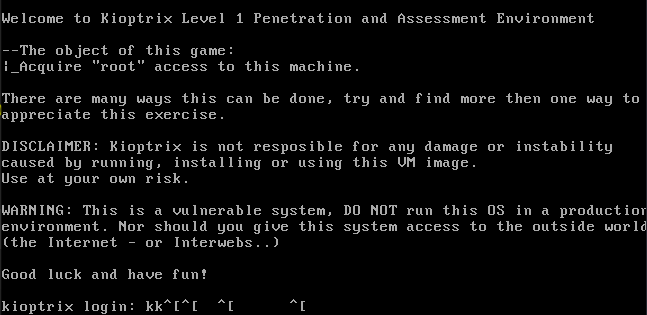 Welcome to Kioptrix Level 1 Penetration and Assessment Environment
--The object of this game:
|_Acquire "root" access to this machine.
There are many ways this can be done, try and find more then one way to
appreciate this exercise.
DISCLAIMER: Kioptrix is not resposible for any damage or instability
caused by running, installing or using this VM image.
Use at your own risk.
WARNING: This is a vulnerable system, DO NOT run this OS in a production
environment. Nor should you give this system access to the outside world
(the Internet - or Interwebs..)
Good luck and have fun!
kioptrix login: kk^[^[  ^[      ^[